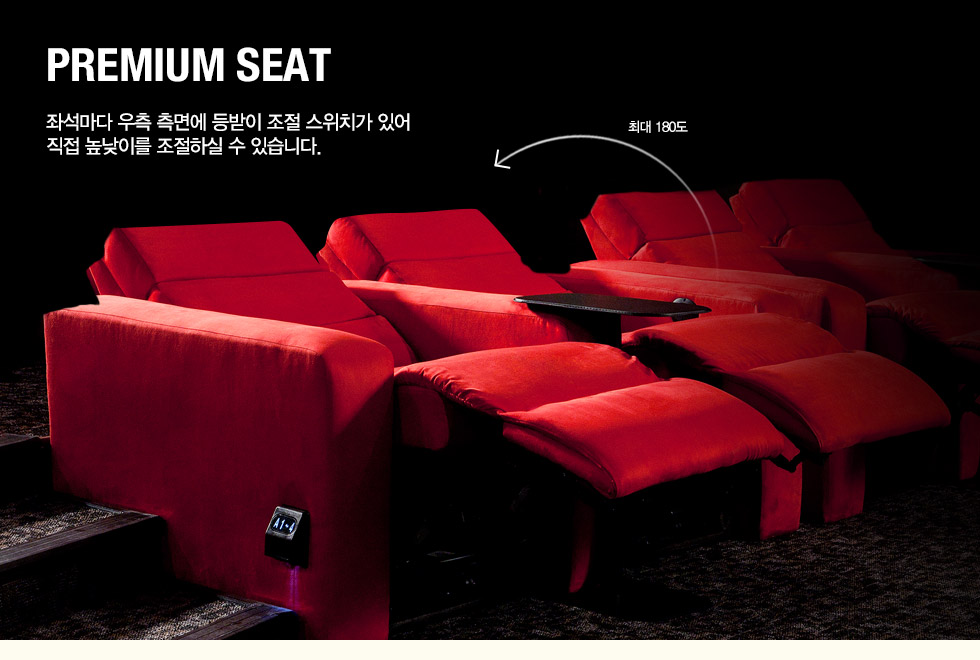 PREMIUM SEAT
좌석마다 우측 측면에 등받이 조절 스위치가 있어
직접 높낮이를 조절하실 수 있습니다.
최대 180도
A1-4